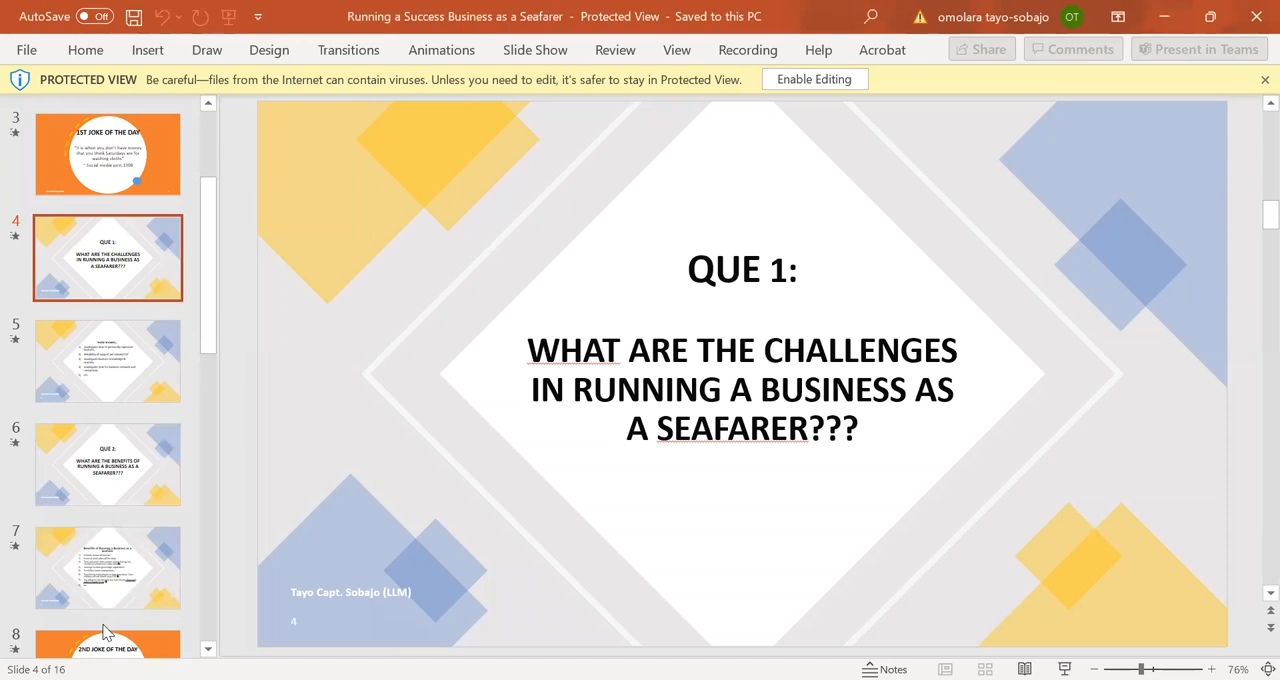 AutoSave Off
Running a Success Business as a Seafarer - Protected View - Saved to this PC
omolara tayo-sobajo OT
File Home Insert Draw Design Transitions Animations Slide Show Review View Recording Help Acrobat
Share Comments Present in Teams
PROTECTED VIEW Be careful—files from the Internet can contain viruses. Unless you need to edit, it's safer to stay in Protected View.
Enable Editing
3
1ST JOKE OF THE DAY
4
QUE 1:
WHAT ARE THE CHALLENGES
IN RUNNING A BUSINESS AS
A SEAFARER???
5
6
QUE 2:
WHAT ARE THE BENEFITS OF
RUNNING A BUSINESS AS A
SEAFARER???
7
8
2ND JOKE OF THE DAY
QUE 1:
WHAT ARE THE CHALLENGES
IN RUNNING A BUSINESS AS
A SEAFARER???
Tayo Capt. Sobajo (LLM)
4
Slide 4 of 16
Notes
76%